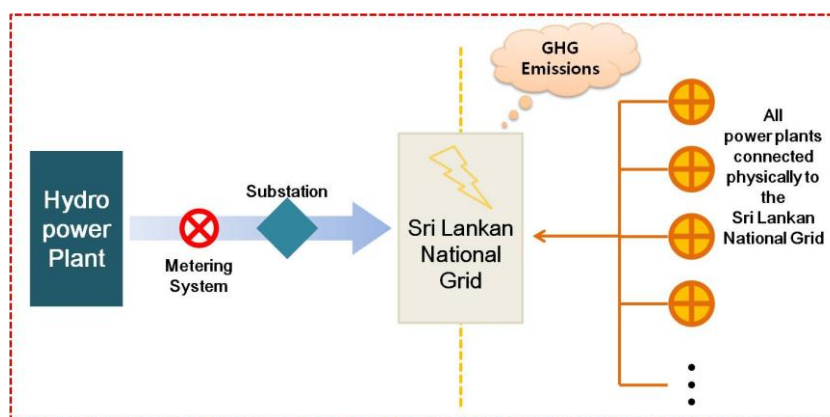 GHG
Emissions
Hydro
power
Plant
Metering
System
Substation
Sri Lankan
National
Grid
All
power plants
connected
physically to
the
Sri Lankan
National Grid